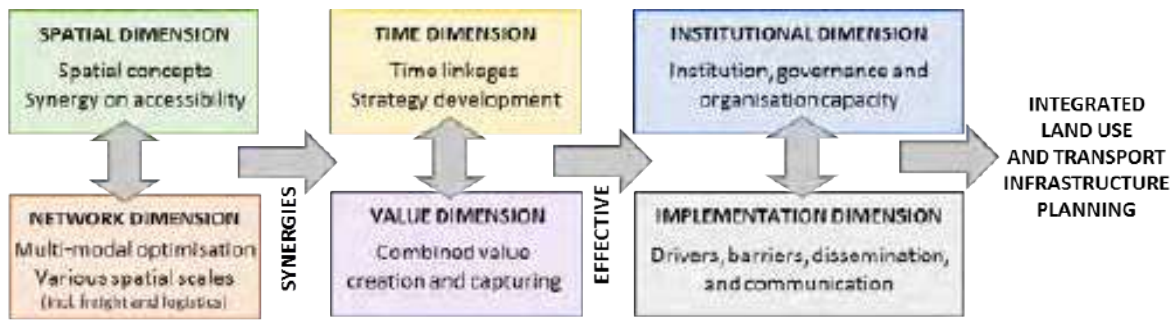 SPATIAL DIMENSION
Spatial concepts
Synergy on accessibility
NETWORK DIMENSION
Multi-modal optimisation
Various spatial scales
(incl. freight and logistics)
SYNERGIES
TIME DIMENSION
Time linkages
Strategy development
VALUE DIMENSION
Combined value
creation and capturing
EFFECTIVE
INSTITUTIONAL DIMENSION
Institution, governance and
organisation capacity
IMPLEMENTATION DIMENSION
Drivers, barriers, dissemination,
and communication
INTEGRATED
LAND USE
AND TRANSPORT
INFRASTRUCTURE
PLANNING